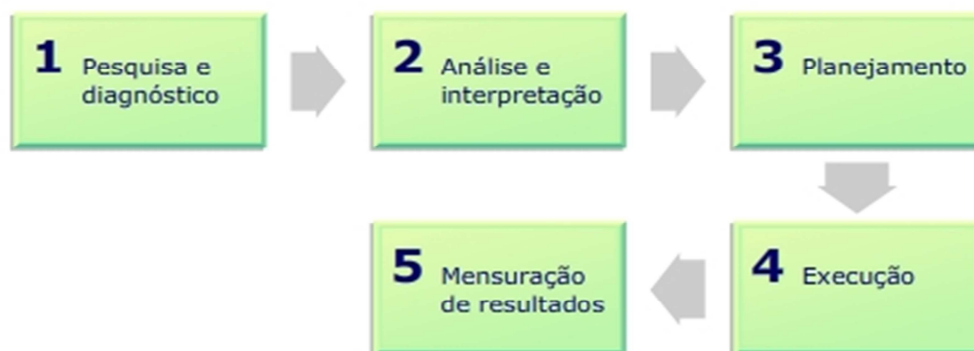 1 Pesquisa e
diagnóstico
2 Análise e
interpretação
3 Planejamento
4 Execução
5 Mensuração
de resultados